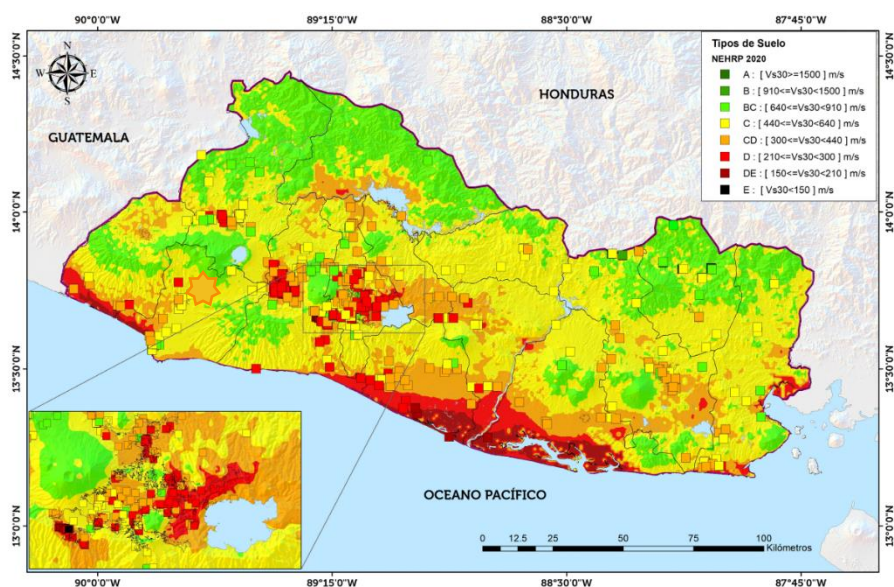 90°0'0"W
89°15'0"W
88°30'0"W
87°45'0"W
14°30'0"N
14°30'0"N
N
W E
S
GUATEMALA
HONDURAS
Tipos de Suelo
NEHRP 2020
A : [ Vs30>=1500 ] m/s
B : [ 910<=Vs30<1500 ] m/s
BC : [ 640<=Vs30<910 ] m/s
C : [ 440<=Vs30<640 ] m/s
CD : [ 300<=Vs30<440 ] m/s
D : [ 210<=Vs30<300 ] m/s
DE : [ 150<=Vs30<210 ] m/s
E : [ Vs30<150 ] m/s
14°0'0"N
14°0'0"N
13°30'0"N
13°30'0"N
OCEANO PACÍFICO
13°0'0"N
13°0'0"N
0 12.5 25 50 75 100
Kilómetros
90°0'0"W
89°15'0"W
88°30'0"W
87°45'0"W